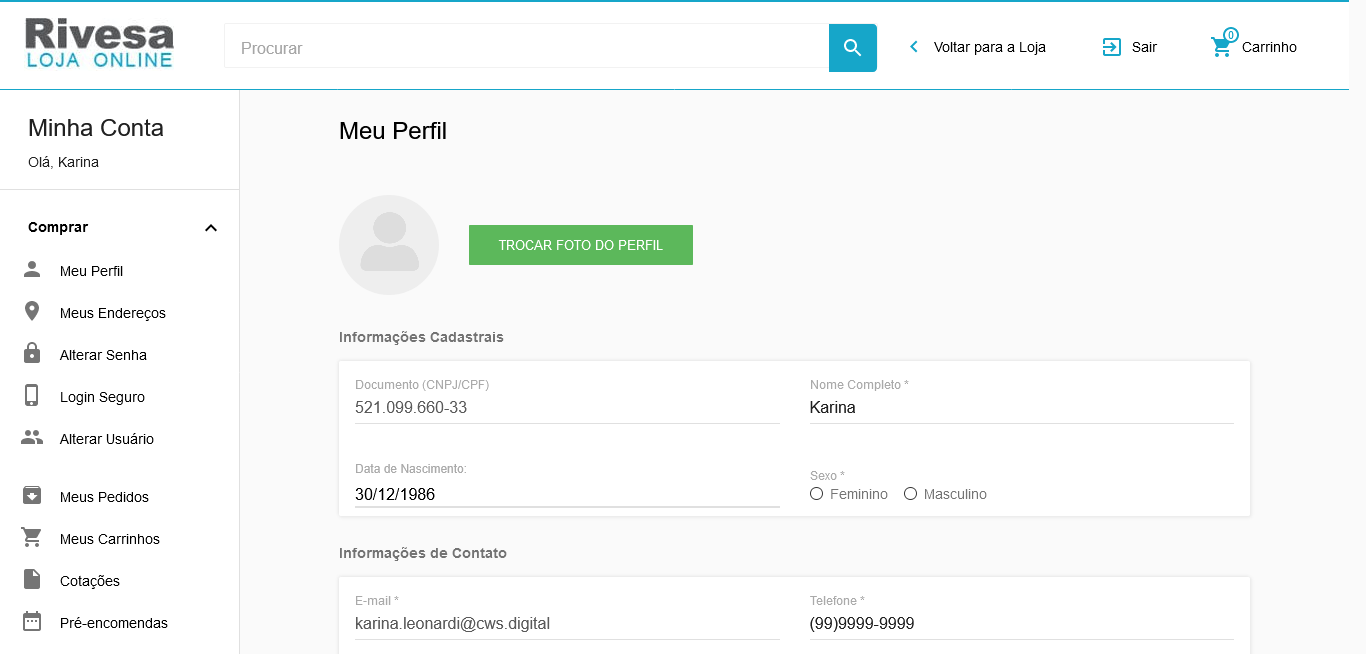 Rivesa
LOJA ONLINE
Procurar
Voltar para a Loja
Sair
0
Carrinho
Minha Conta
Olá, Karina
Comprar
Meu Perfil
Meus Endereços
Alterar Senha
Login Seguro
Alterar Usuário
Meus Pedidos
Meus Carrinhos
Cotações
Pré-encomendas
Meu Perfil
TROCAR FOTO DO PERFIL
Informações Cadastrais
Documento (CNPJ/CPF)
521.099.660-33
Nome Completo *
Karina
Data de Nascimento:
30/12/1986
Sexo *
Feminino Masculino
Informações de Contato
E-mail *
karina.leonardi@cws.digital
Telefone *
(99)9999-9999